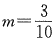 m = 3/10